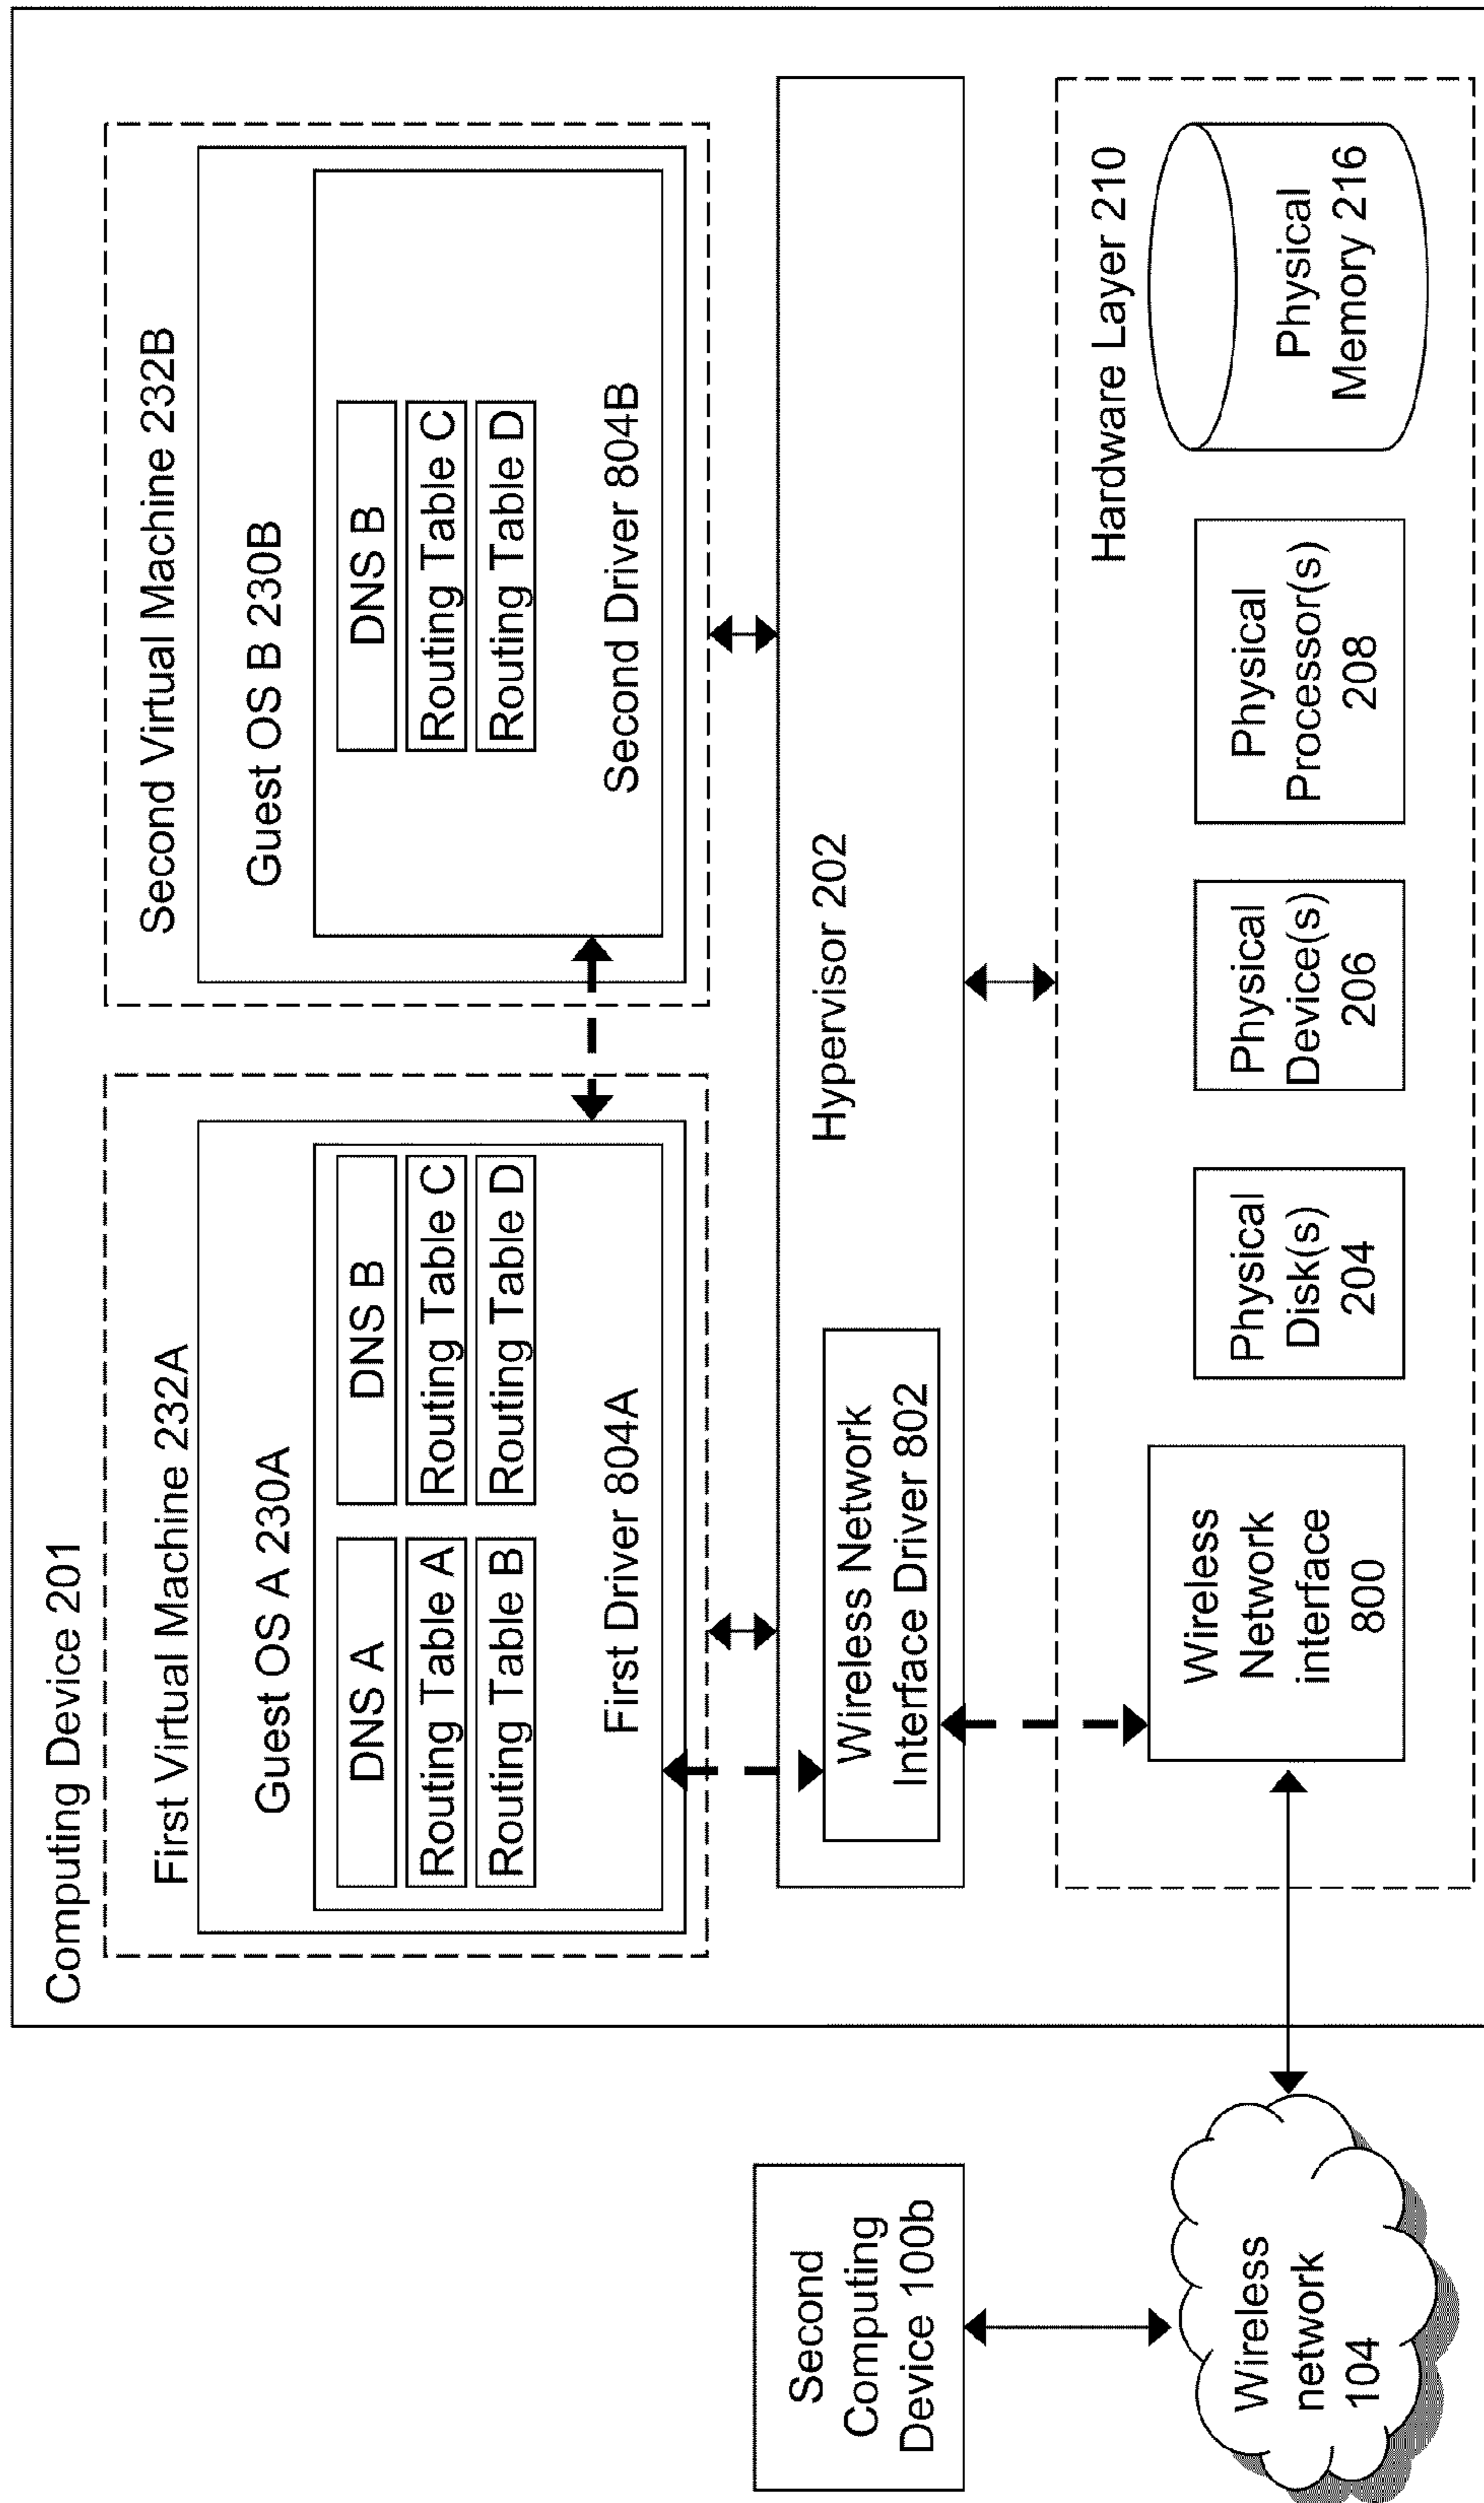 Computing Device 201
First Virtual Machine 232A
Guest OS A 230A
DNS A
Routing Table A
Routing Table B
DNS B
Routing Table C
Routing Table D
First Driver 804A
Second Virtual Machine 232B
Guest OS B 230B
DNS B
Routing Table C
Routing Table D
Second Driver 804B
Hypervisor 202
Wireless Network
Interface Driver 802
Hardware Layer 210
Wireless
Network
interface
800
Physical
Disk(s)
204
Physical
Device(s)
206
Physical
Processor(s)
208
Physical
Memory 216
Second
Computing
Device 100b
Wireless
network
104